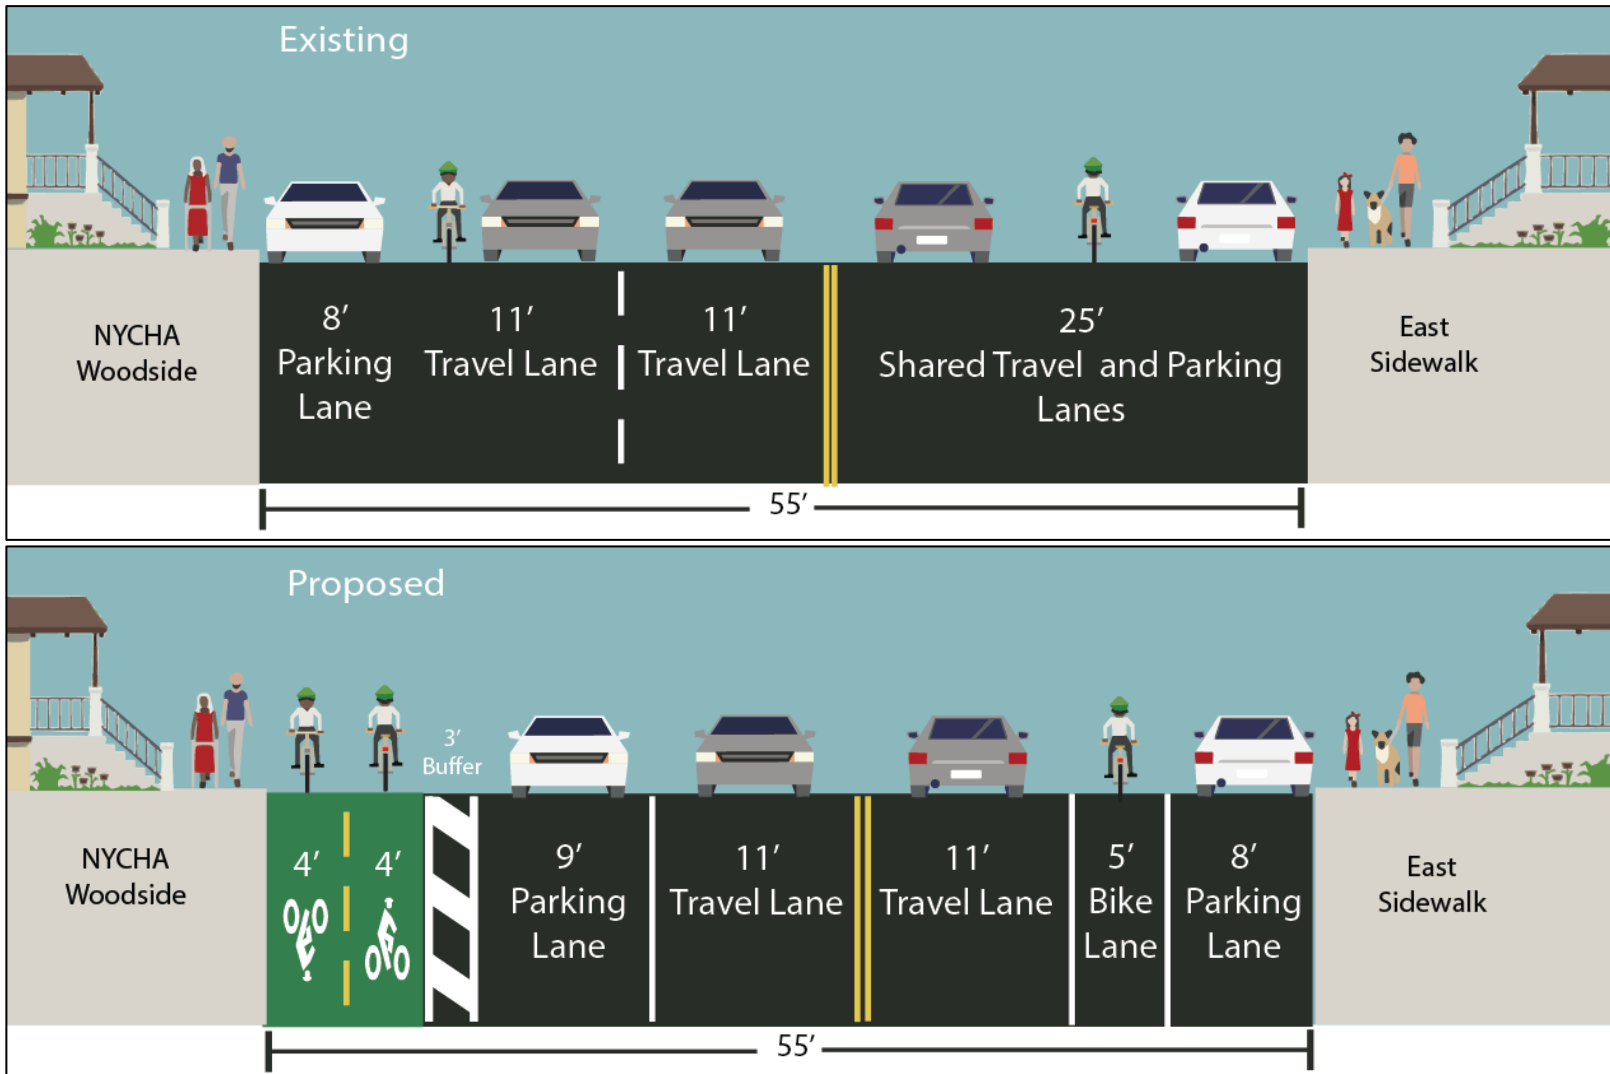 Existing
NYCHA
Woodside
8’
Parking
Lane
11’
Travel Lane
11’
Travel Lane
25’
Shared Travel and Parking
Lanes
East
Sidewalk
55’
Proposed
NYCHA
Woodside
4’
4’
3’
Buffer
9’
Parking
Lane
11’
Travel Lane
11’
Travel Lane
5’
Bike
Lane
8’
Parking
Lane
East
Sidewalk
55’